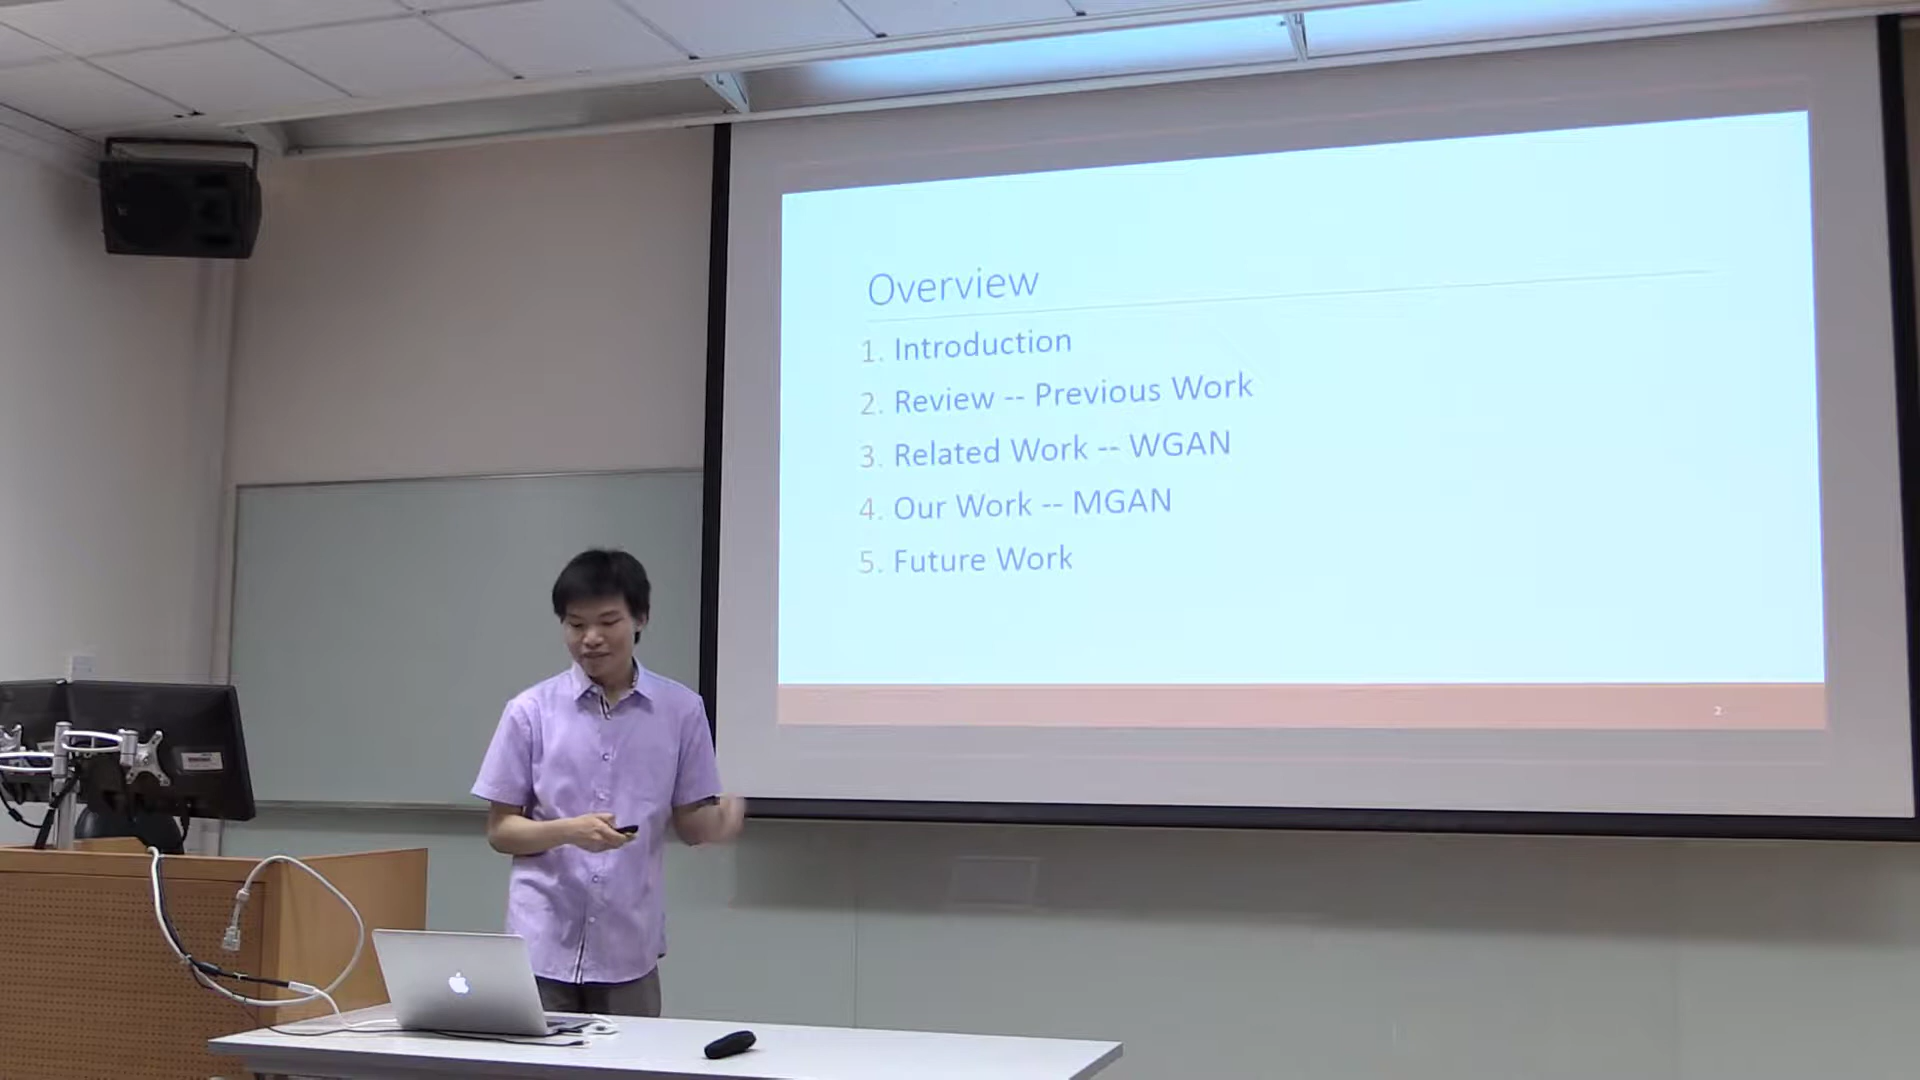 Overview
1. Introduction
2. Review -- Previous Work
3. Related Work -- WGAN
4. Our Work -- MGAN
5. Future Work
2